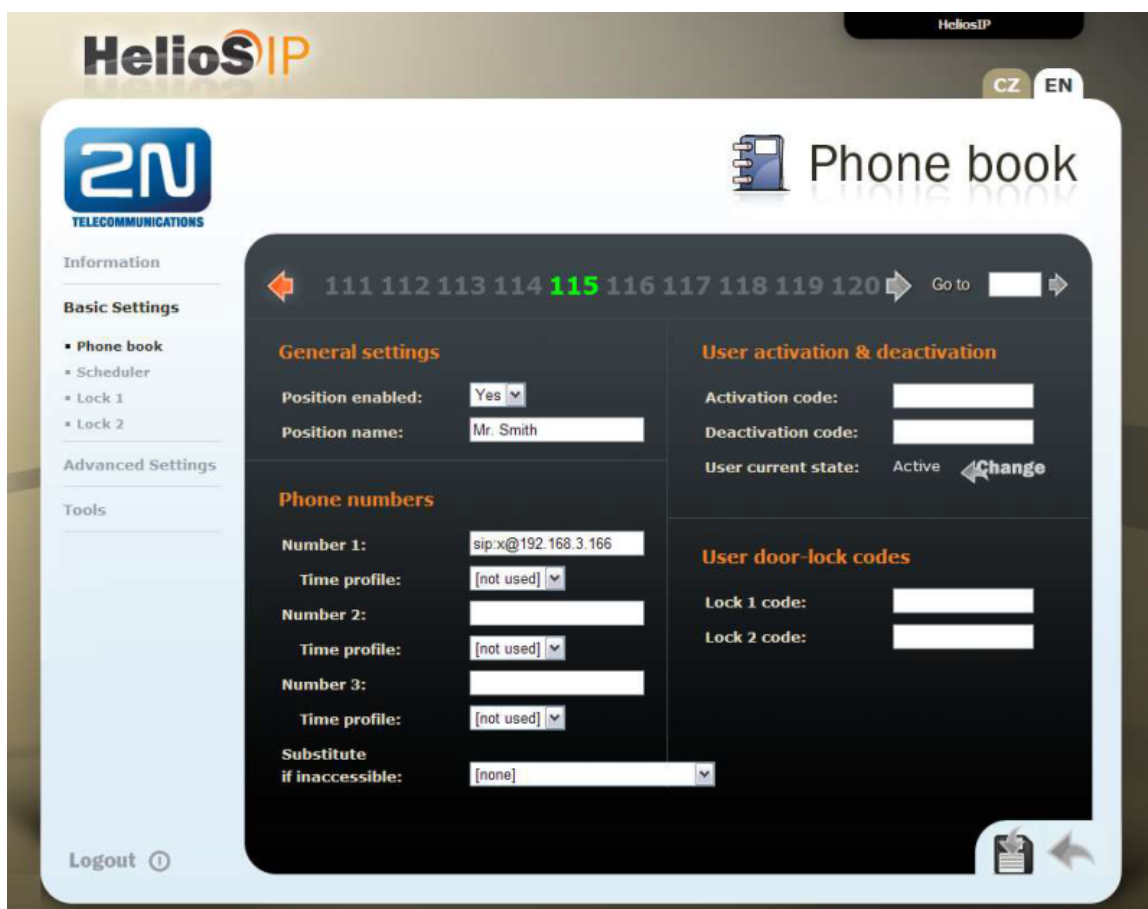 HeliosIP
HelioSIP
CZ EN
2N
TELECOMMUNICATIONS
Phone book
Information
Basic Settings
Phone book
Scheduler
Lock 1
Lock 2
Advanced Settings
Tools
Logout
111 112 113 114 115 116 117 118 119 120 Go to
General settings
Position enabled: Yes
Position name: Mr. Smith
Phone numbers
Number 1: sip:x@192.168.3.166
Time profile: [not used]
Number 2:
Time profile: [not used]
Number 3:
Time profile: [not used]
Substitute
if inaccessible: [none]
User activation & deactivation
Activation code:
Deactivation code:
User current state: Active Change
User door-lock codes
Lock 1 code:
Lock 2 code: